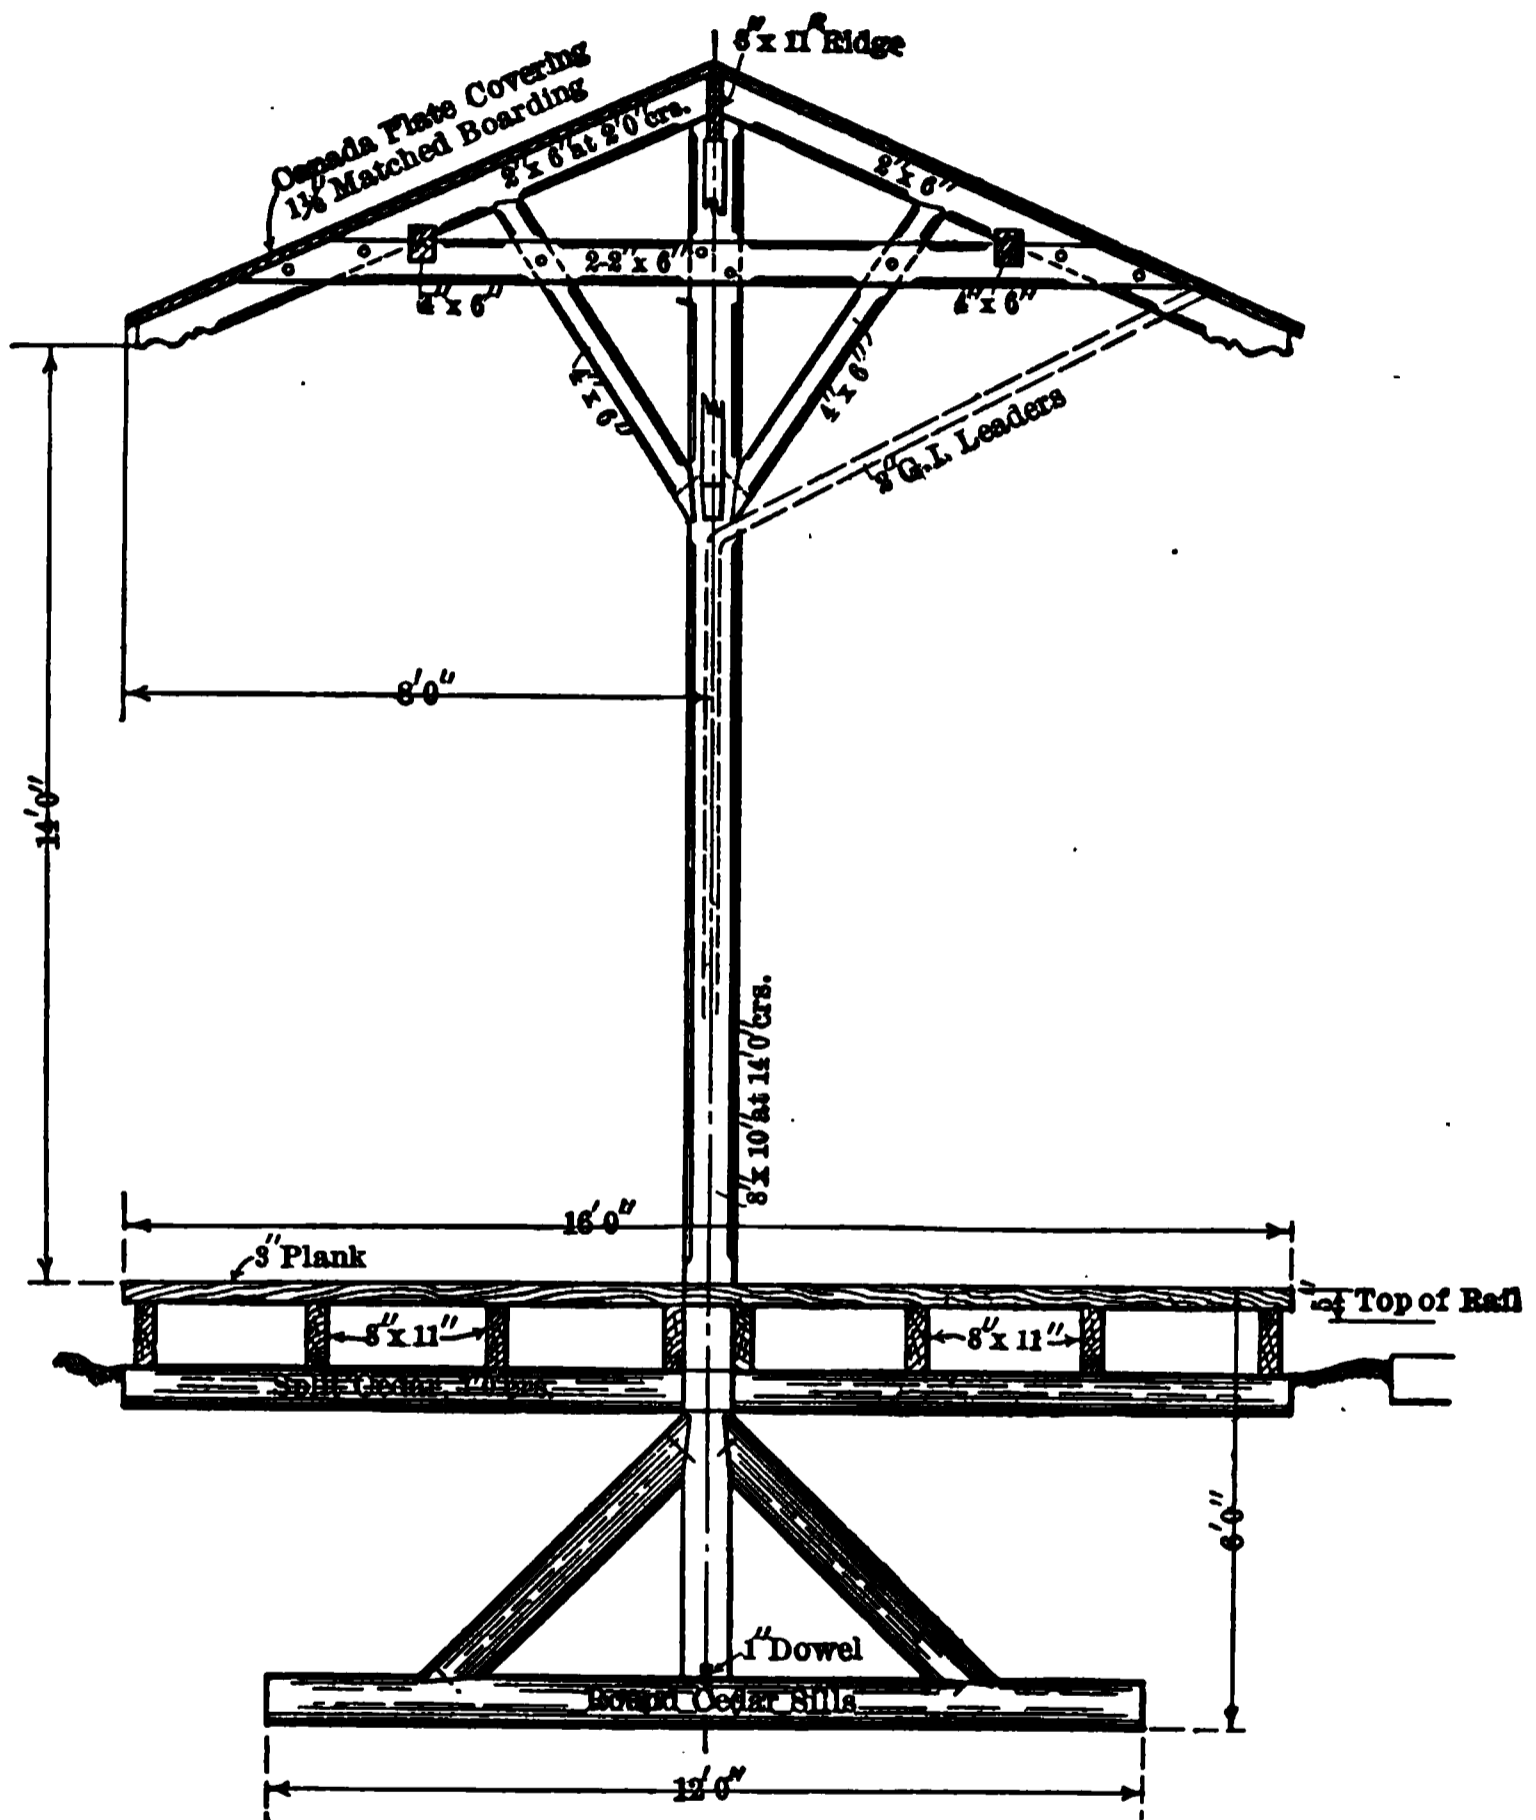 8" x 11" Ridge
Canada Plate Covering
1⅛" Matched Boarding
2" x 6" at 2'0" crs.
2" x 6"
2-2" x 6"
4" x 6"
4" x 6"
4" x 6"
4" x 6"
2" G.I. Leaders
8'0"
14'0"
8" x 10" at 14'0" crs.
16'0"
3" Plank
Top of Rail
8" x 11"
8" x 11"
Split Cedar
6'0"
1" Dowel
Round Cedar Sills
12'0"